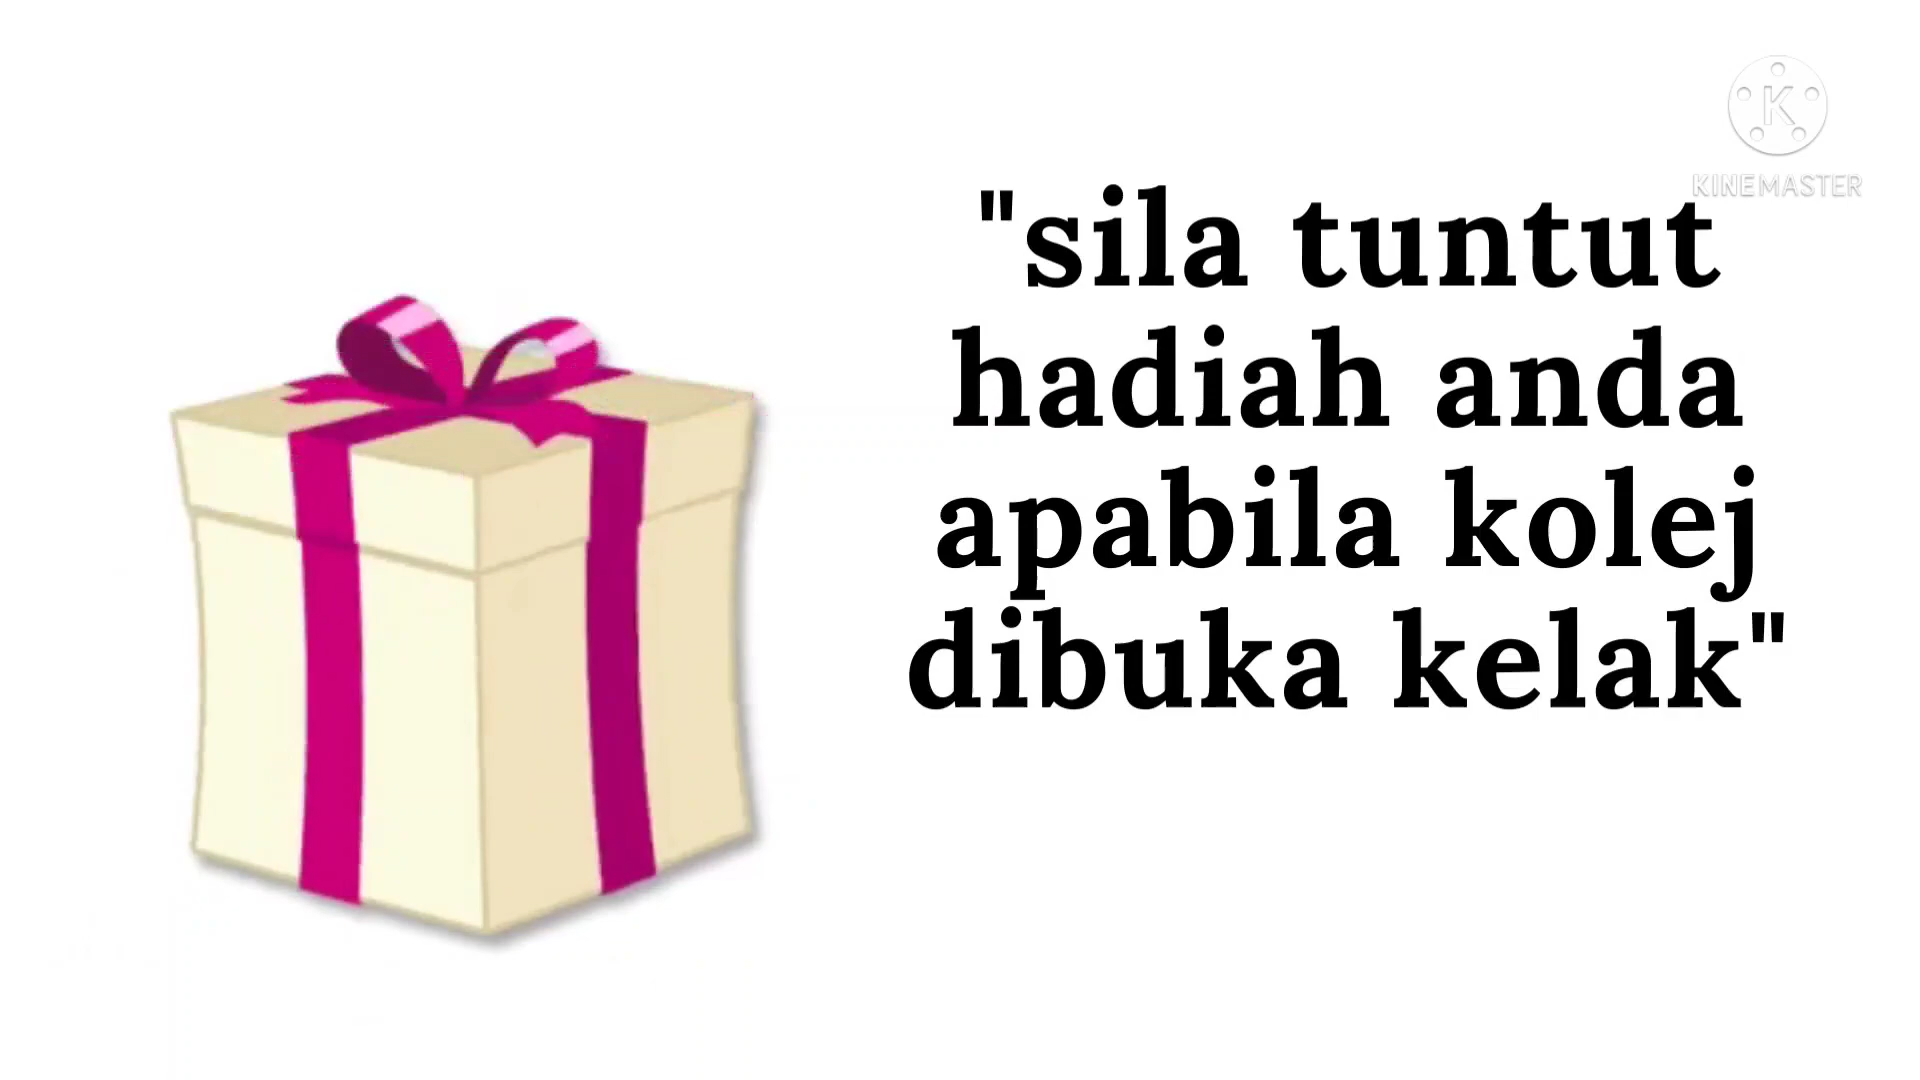 K
KINEMASTER
"sila tuntut
hadiah anda
apabila kolej
dibuka kelak"